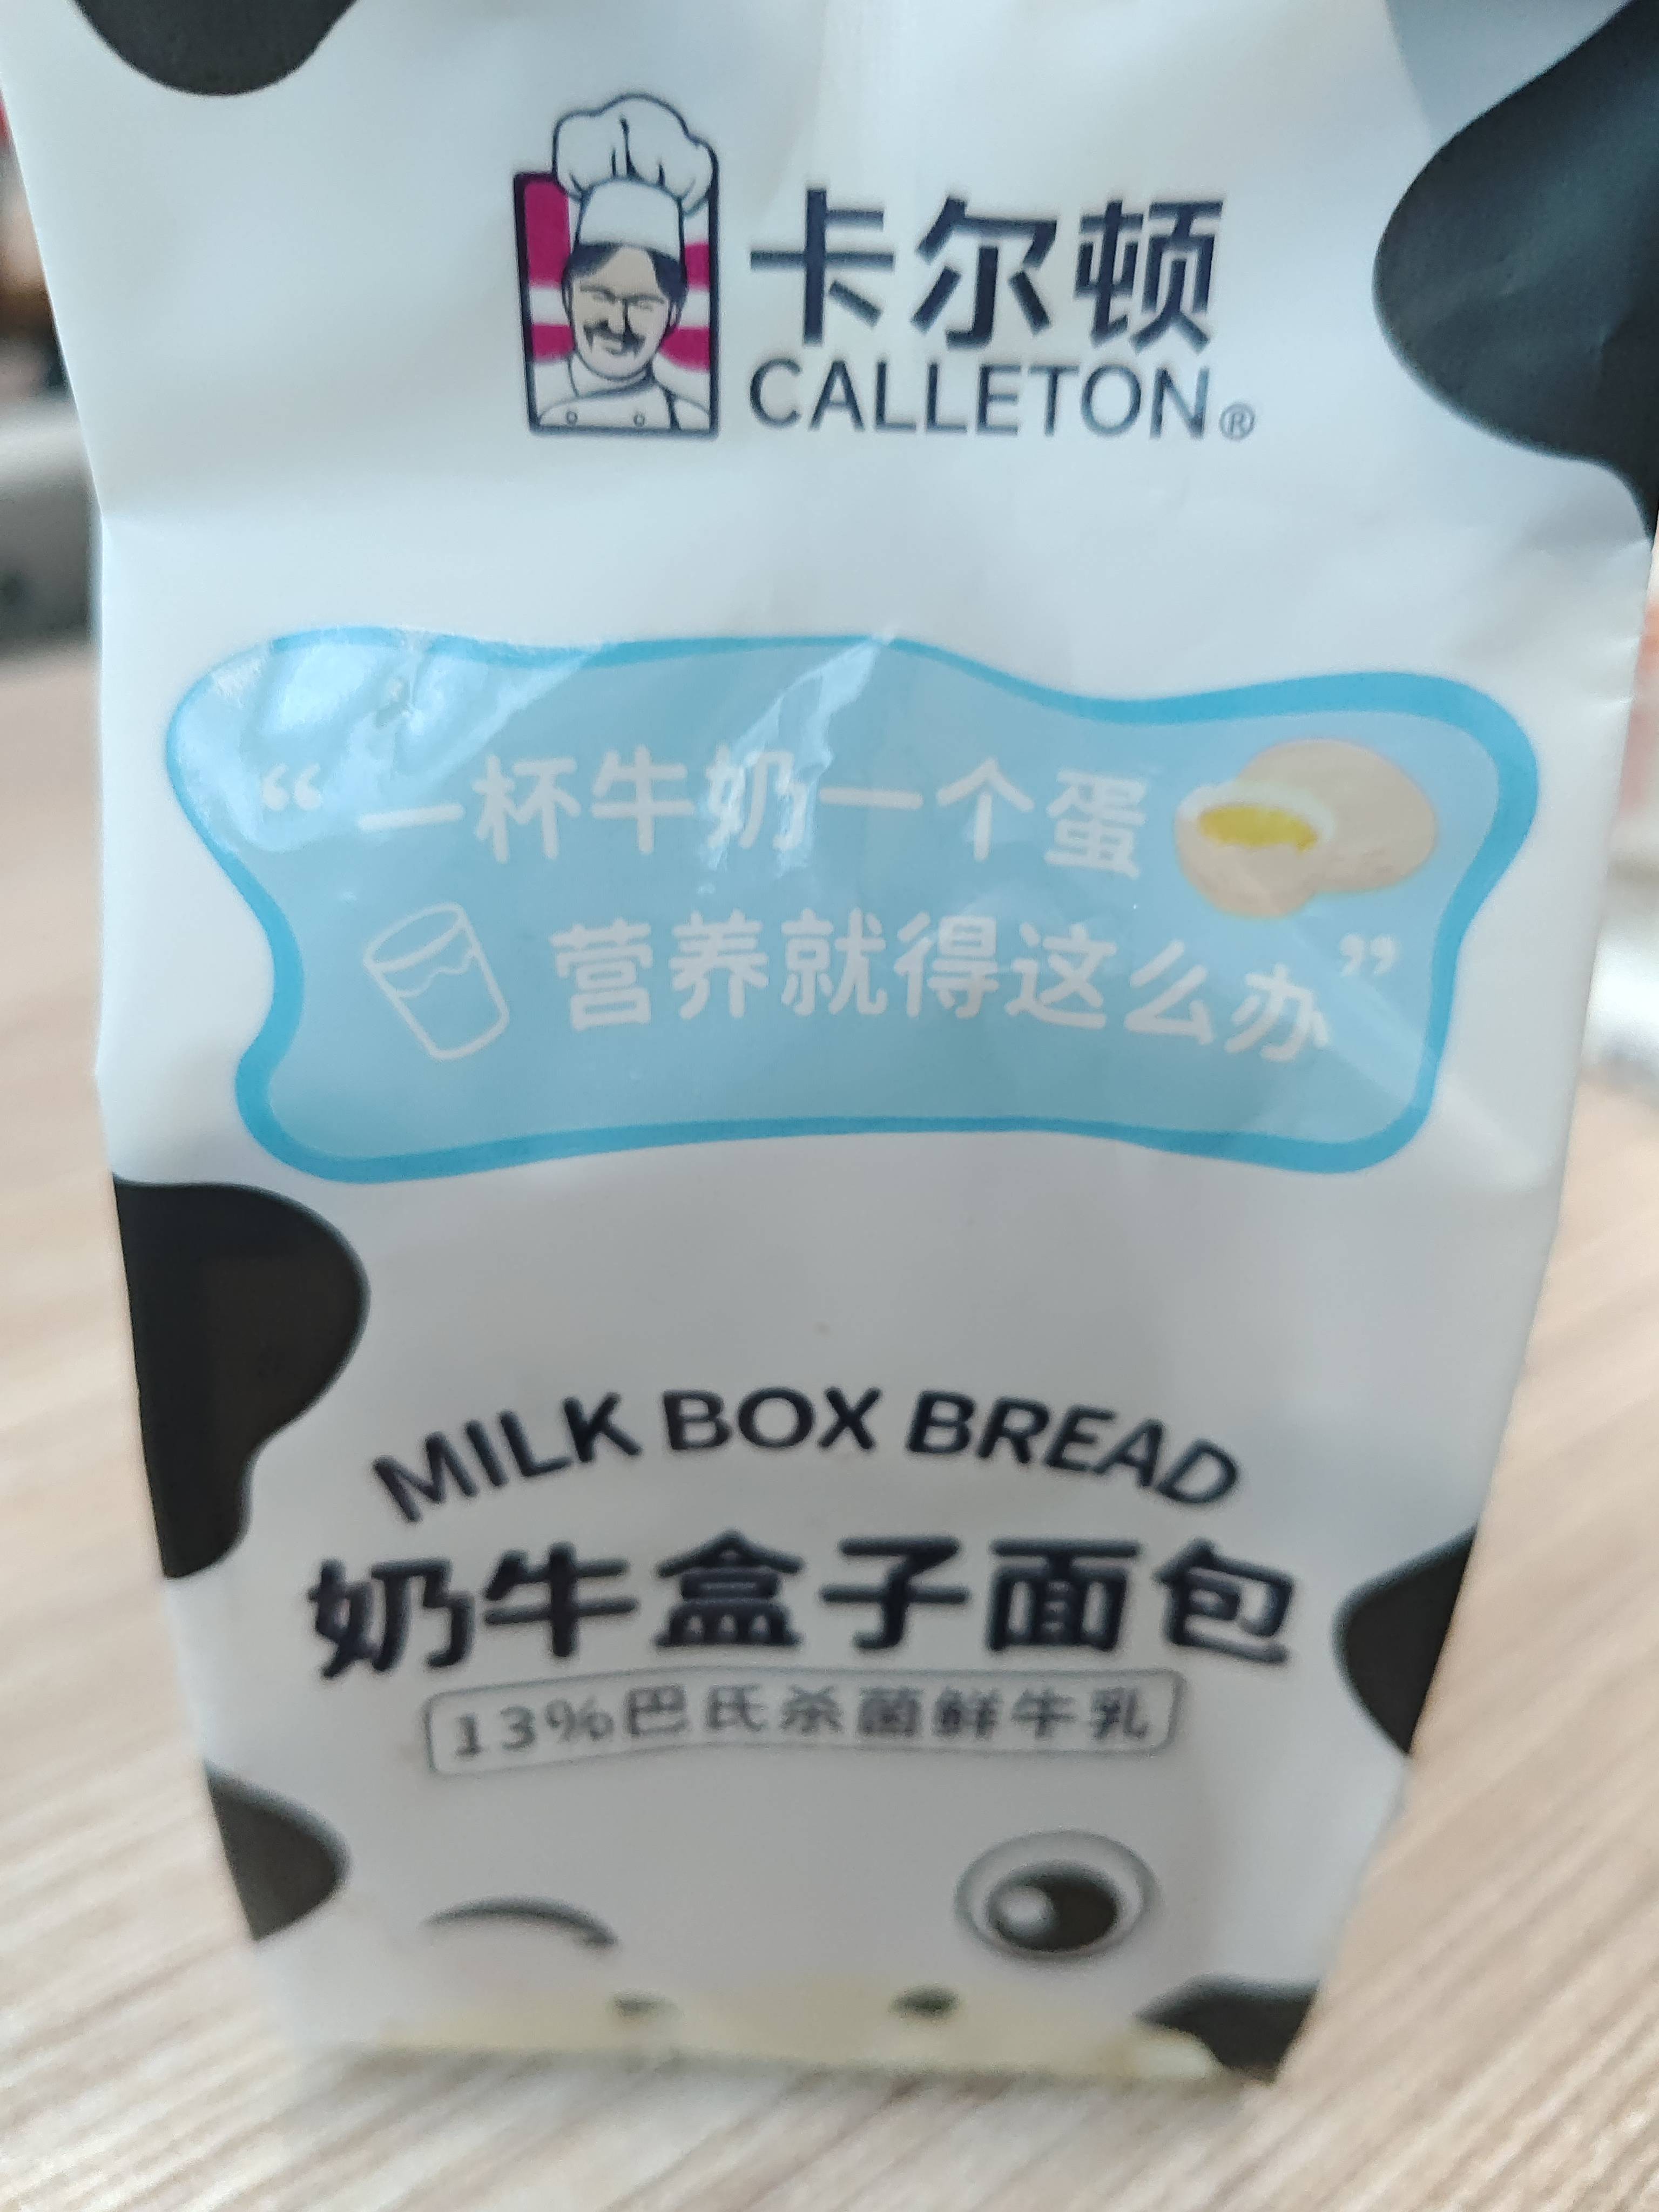 卡尔顿
CALLETON®
“一杯牛奶一个蛋
营养就得这么办”
MILK BOX BREAD
奶牛盒子面包
13%巴氏杀菌鲜牛乳